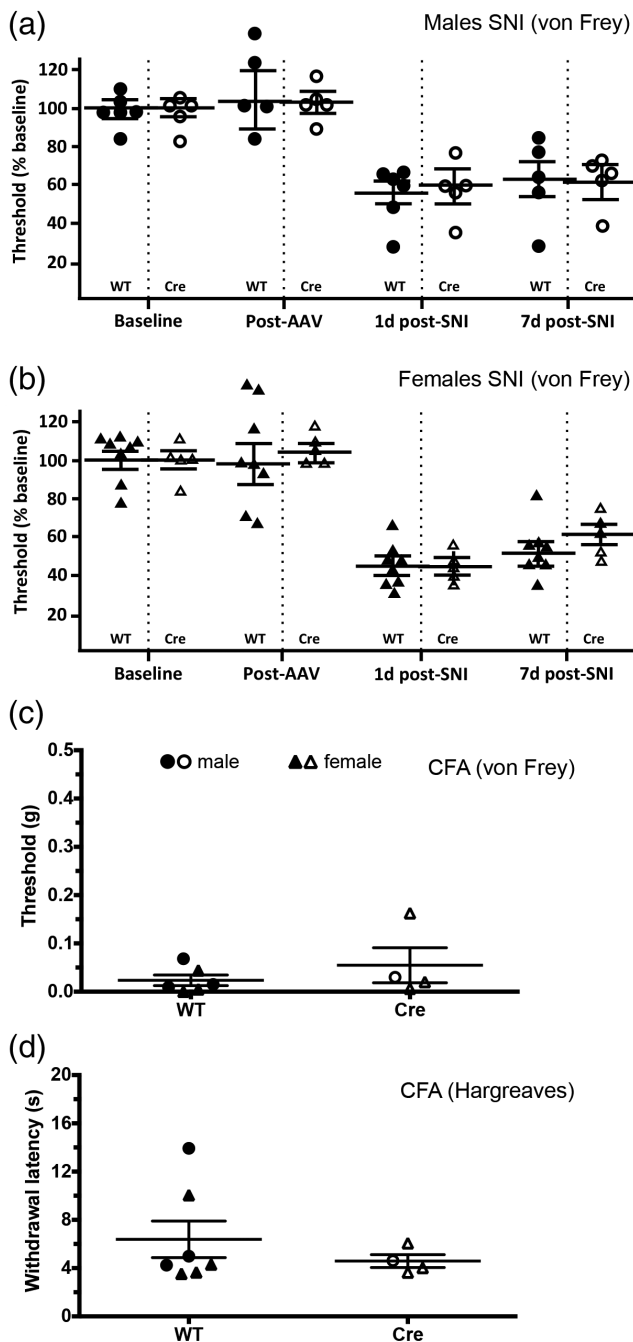 (a)
Males SNI (von Frey)
Threshold (% baseline)
120
100
80
60
40
20
WT Cre WT Cre WT Cre WT Cre
Baseline Post-AAV 1d post-SNI 7d post-SNI
(b)
Females SNI (von Frey)
Threshold (% baseline)
120
100
80
60
40
20
WT Cre WT Cre WT Cre WT Cre
Baseline Post-AAV 1d post-SNI 7d post-SNI
(c)
male female CFA (von Frey)
Threshold (g)
0.5
0.4
0.3
0.2
0.1
0.0
WT Cre
(d)
CFA (Hargreaves)
Withdrawal latency (s)
20
16
12
8
4
0
WT Cre